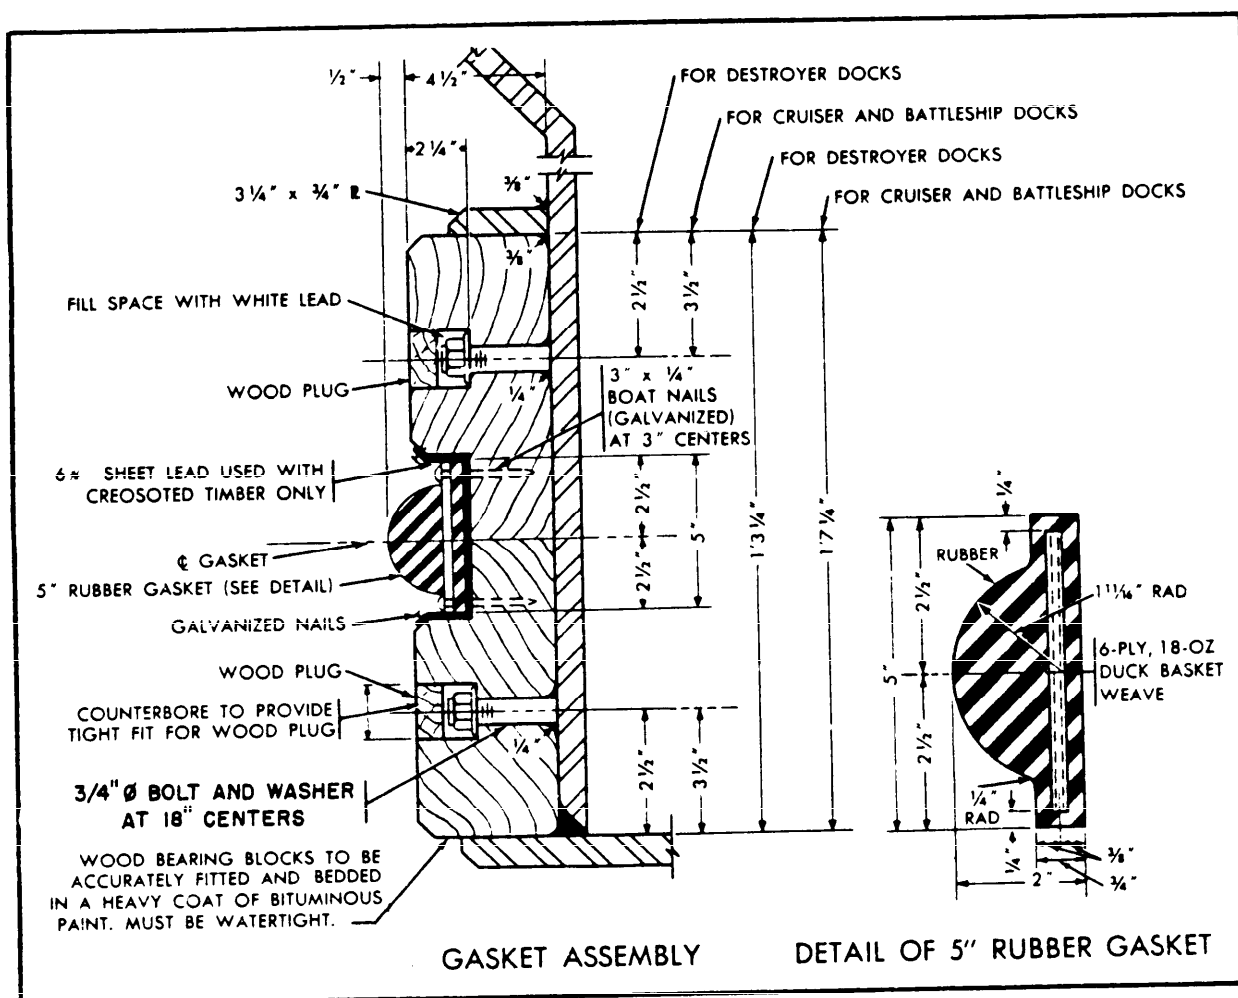 ½" 4½"
FOR DESTROYER DOCKS
FOR CRUISER AND BATTLESHIP DOCKS
2¼"
FOR DESTROYER DOCKS
3¼" x ¾" ⅊
⅜"
FOR CRUISER AND BATTLESHIP DOCKS
⅜"
2½"
3½"
FILL SPACE WITH WHITE LEAD
WOOD PLUG
¼"
3" x ¼"
BOAT NAILS
(GALVANIZED)
AT 3" CENTERS
6# SHEET LEAD USED WITH
CREOSOTED TIMBER ONLY
2½"
2½"
5"
1'3¼"
1'7¼"
℄ GASKET
5" RUBBER GASKET (SEE DETAIL)
GALVANIZED NAILS
WOOD PLUG
COUNTERBORE TO PROVIDE
TIGHT FIT FOR WOOD PLUG
¼"
2½"
3½"
3/4" Ø BOLT AND WASHER
AT 18" CENTERS
WOOD BEARING BLOCKS TO BE
ACCURATELY FITTED AND BEDDED
IN A HEAVY COAT OF BITUMINOUS
PAINT. MUST BE WATERTIGHT.
GASKET ASSEMBLY
¼"
RUBBER
2½"
1 11/16" RAD
5"
6-PLY, 18-OZ
DUCK BASKET
WEAVE
2½"
¼"
RAD
¼"
⅜"
2"
¾"
DETAIL OF 5" RUBBER GASKET